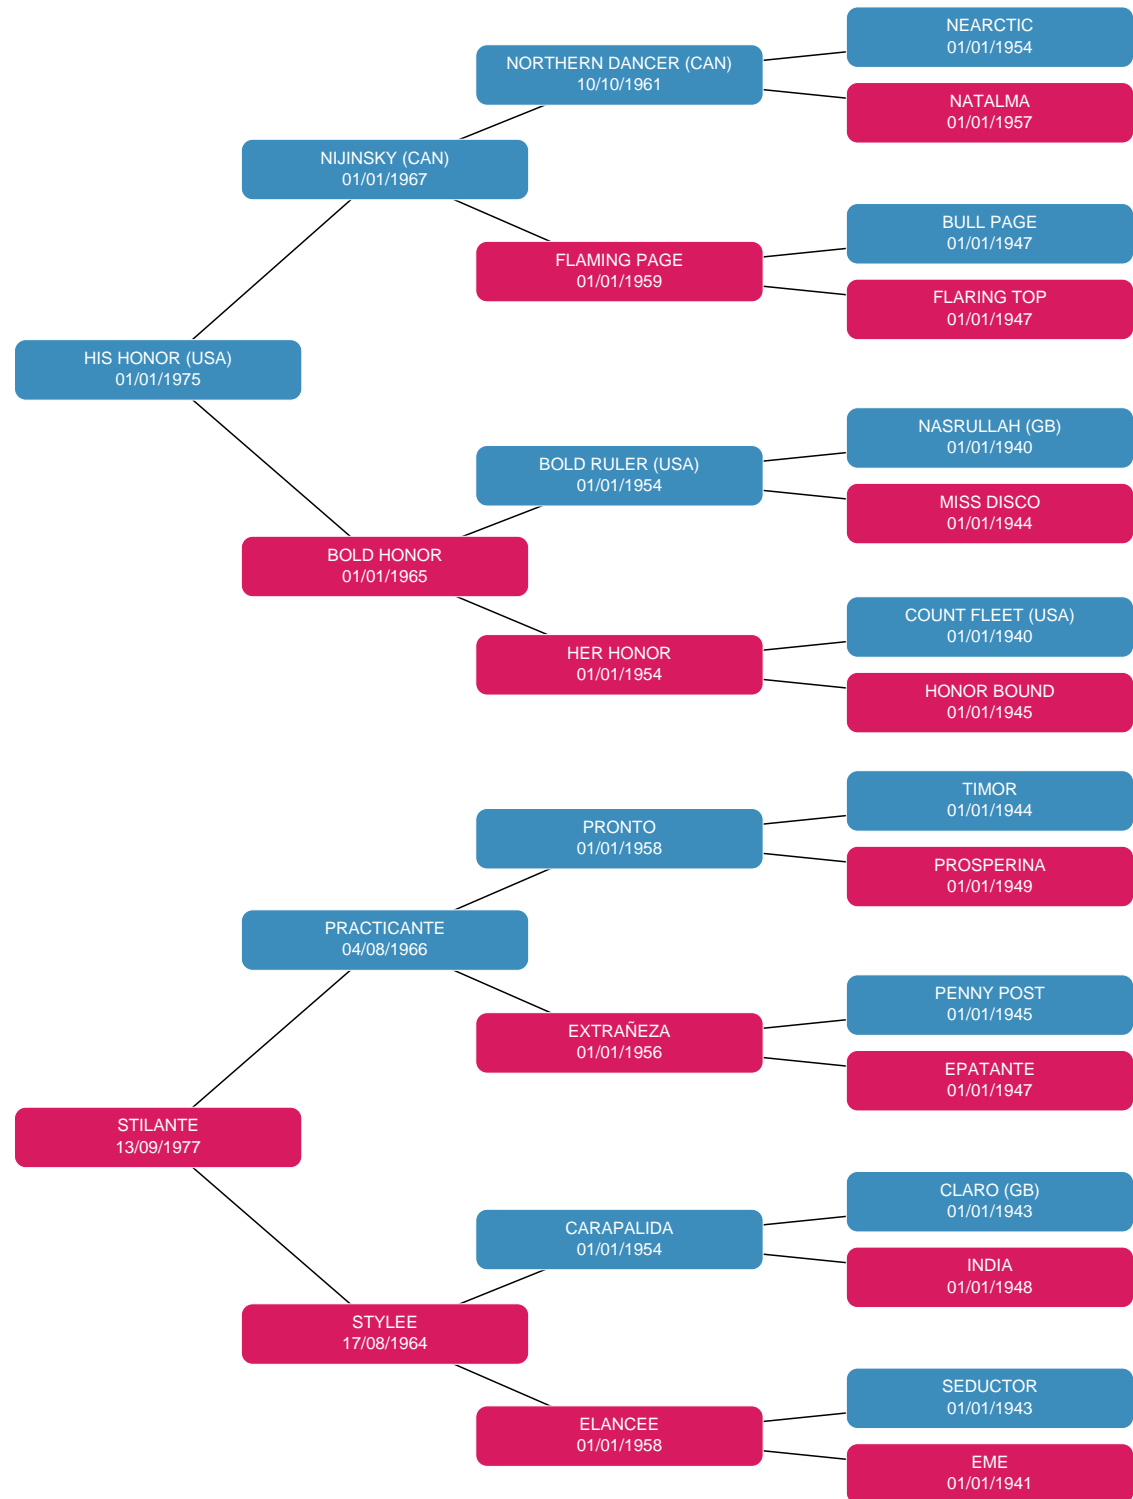 NEARCTIC
01/01/1954
NORTHERN DANCER (CAN)
10/10/1961
NATALMA
01/01/1957
NIJINSKY (CAN)
01/01/1967
BULL PAGE
01/01/1947
FLAMING PAGE
01/01/1959
FLARING TOP
01/01/1947
HIS HONOR (USA)
01/01/1975
NASRULLAH (GB)
01/01/1940
BOLD RULER (USA)
01/01/1954
MISS DISCO
01/01/1944
BOLD HONOR
01/01/1965
COUNT FLEET (USA)
01/01/1940
HER HONOR
01/01/1954
HONOR BOUND
01/01/1945
TIMOR
01/01/1944
PRONTO
01/01/1958
PROSPERINA
01/01/1949
PRACTICANTE
04/08/1966
PENNY POST
01/01/1945
EXTRAÑEZA
01/01/1956
EPATANTE
01/01/1947
STILANTE
13/09/1977
CLARO (GB)
01/01/1943
CARAPALIDA
01/01/1954
INDIA
01/01/1948
STYLEE
17/08/1964
SEDUCTOR
01/01/1943
ELANCEE
01/01/1958
EME
01/01/1941